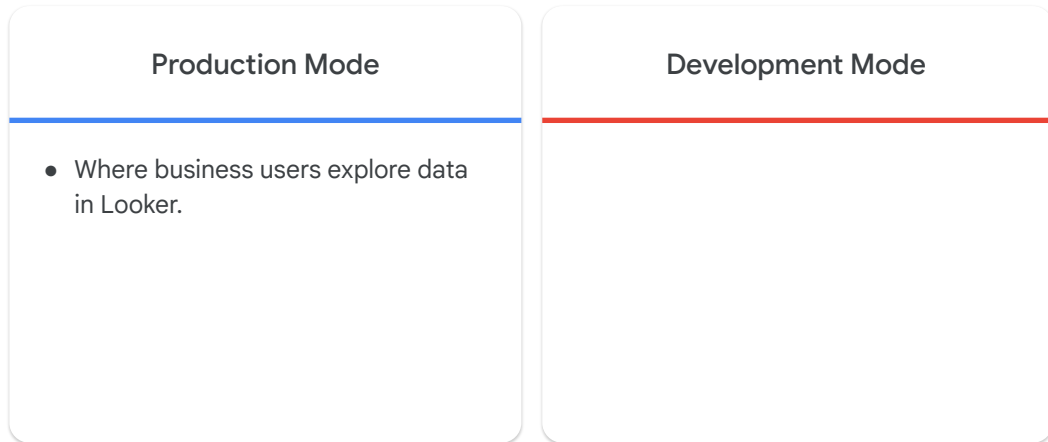 Production Mode
● Where business users explore data
in Looker.
Development Mode